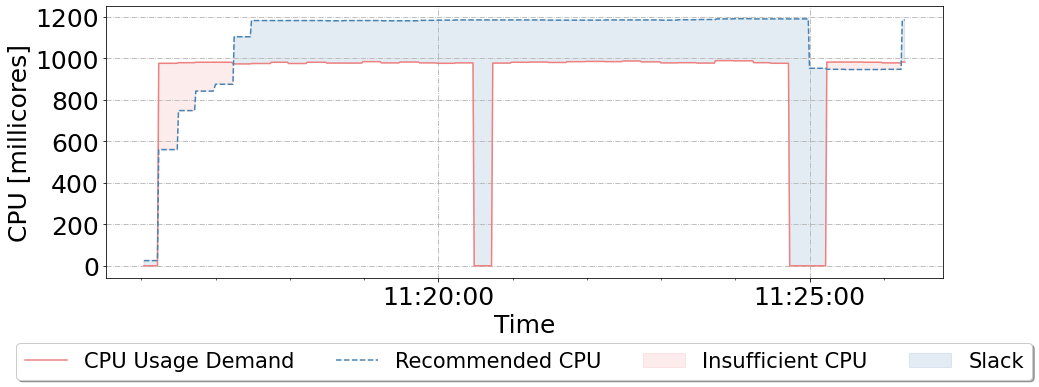 CPU [millicores]
1200
1000
800
600
400
200
0
11:20:00 11:25:00
Time
CPU Usage Demand Recommended CPU Insufficient CPU Slack